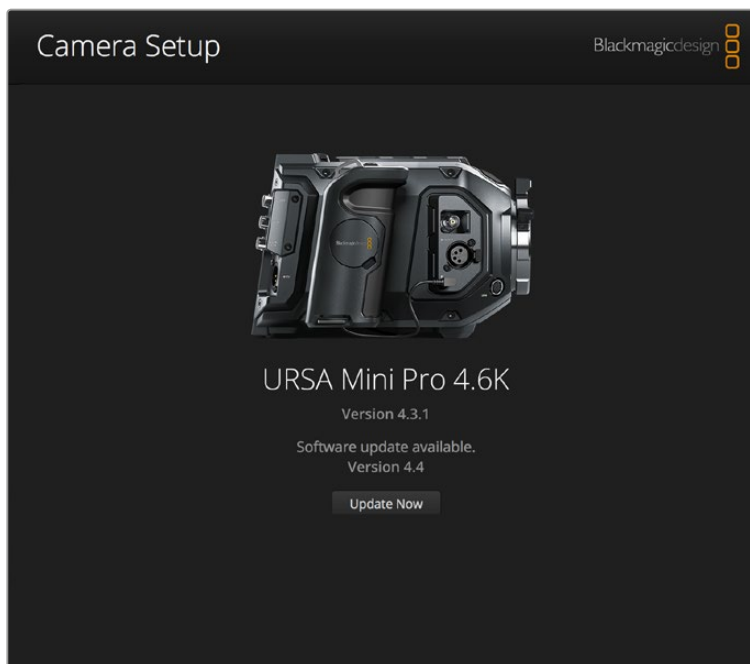 Camera Setup
Blackmagicdesign
URSA Mini Pro 4.6K
Version 4.3.1
Software update available.
Version 4.4
Update Now